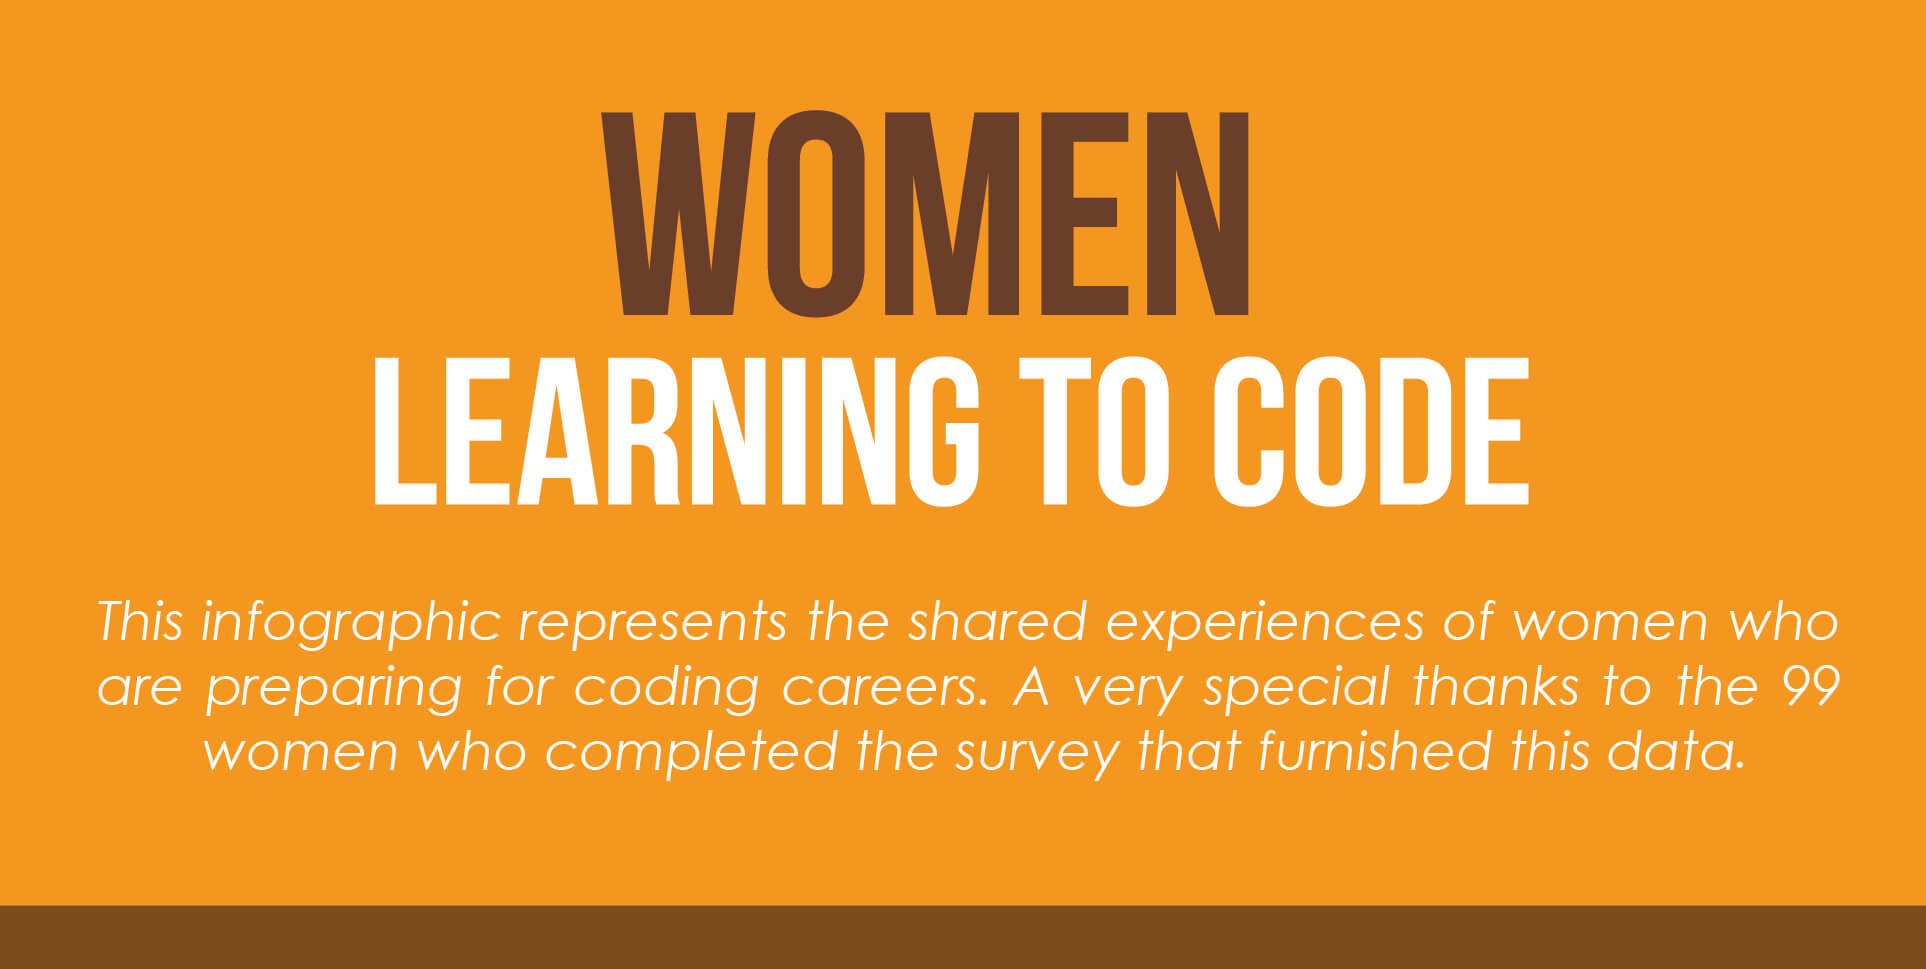 WOMEN
LEARNING TO CODE
This infographic represents the shared experiences of women who
are preparing for coding careers. A very special thanks to the 99
women who completed the survey that furnished this data.